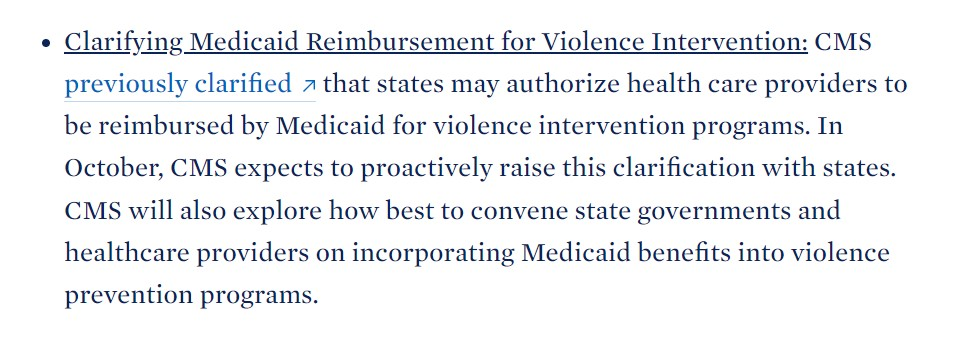 • Clarifying Medicaid Reimbursement for Violence Intervention: CMS
previously clarified ↗ that states may authorize health care providers to
be reimbursed by Medicaid for violence intervention programs. In
October, CMS expects to proactively raise this clarification with states.
CMS will also explore how best to convene state governments and
healthcare providers on incorporating Medicaid benefits into violence
prevention programs.